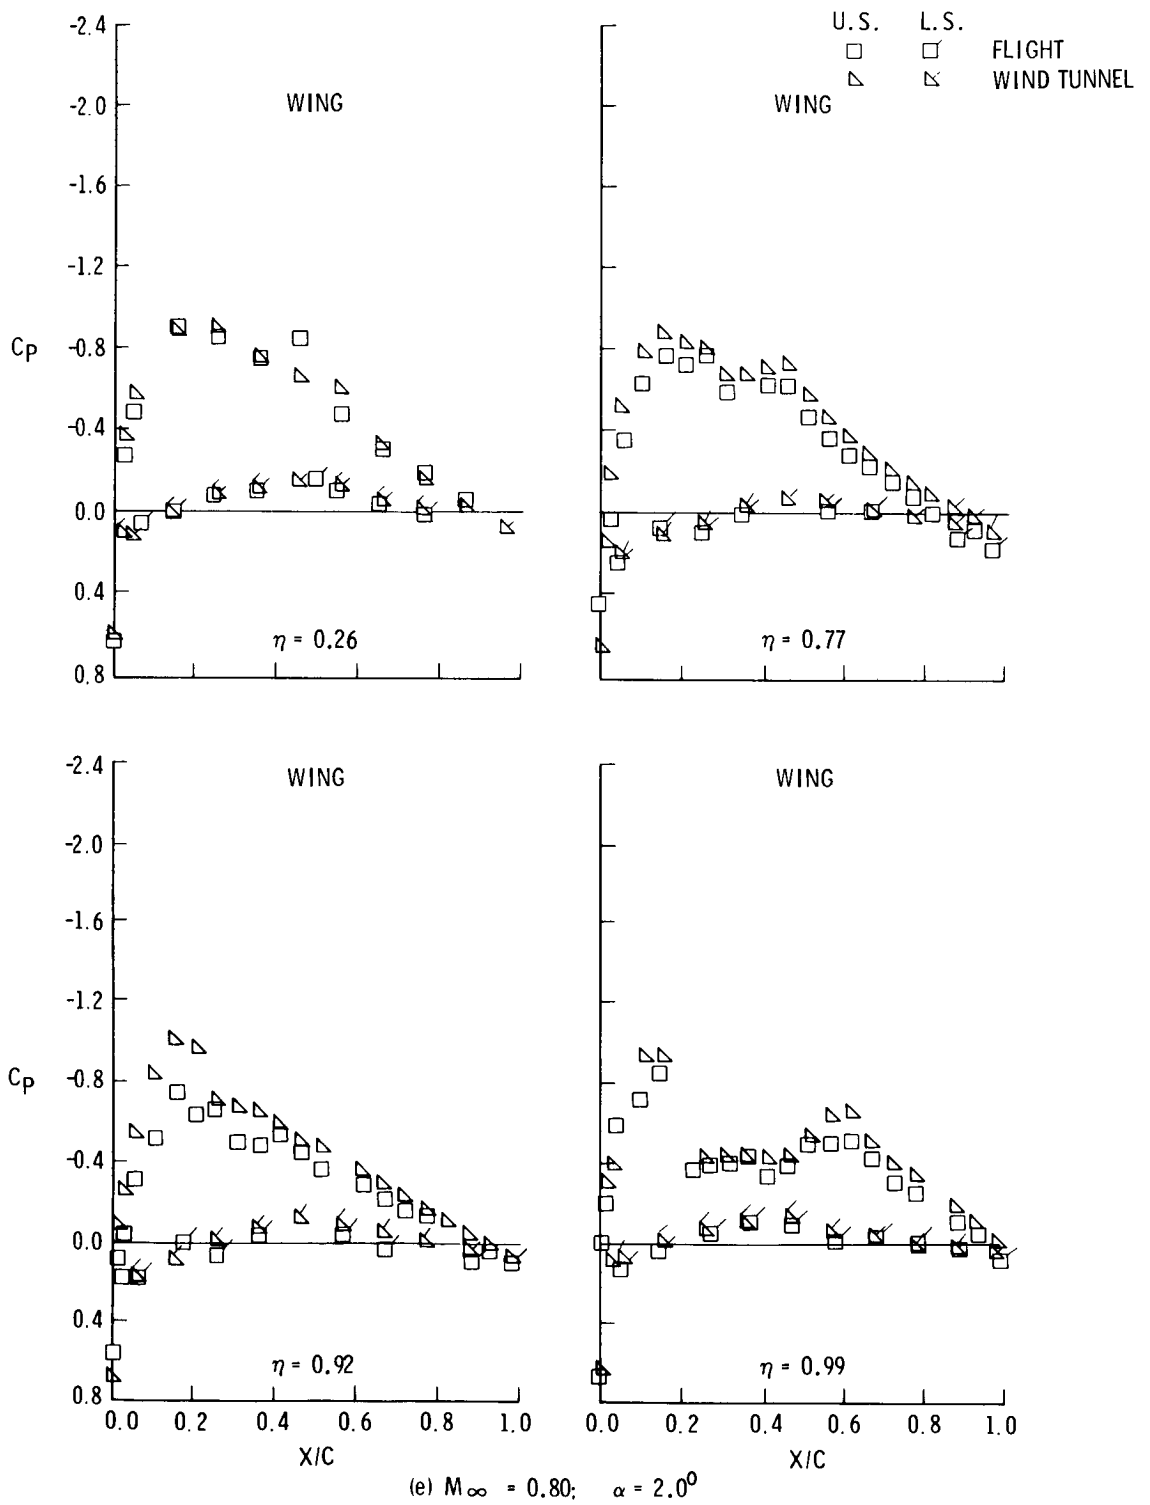 U.S. L.S.
FLIGHT
WIND TUNNEL
-2.4
-2.0
-1.6
-1.2
-0.8
-0.4
0.0
0.4
0.8
Cp
WING
η = 0.26
WING
η = 0.77
-2.4
-2.0
-1.6
-1.2
-0.8
-0.4
0.0
0.4
0.8
Cp
WING
η = 0.92
0.0 0.2 0.4 0.6 0.8 1.0
X/C
WING
η = 0.99
0.0 0.2 0.4 0.6 0.8 1.0
X/C
(e) M∞ = 0.80; α = 2.0⁰